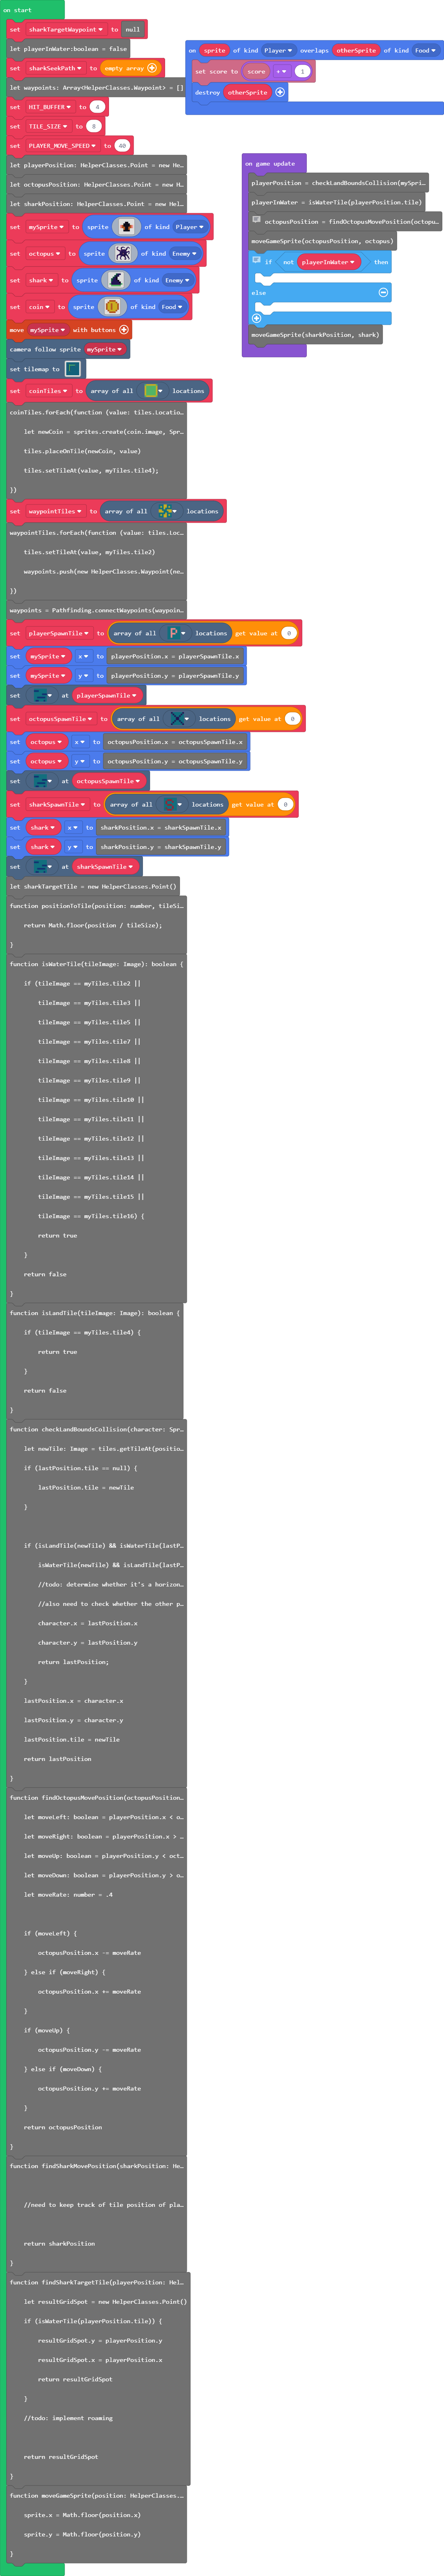 on start
set sharkTargetWaypoint to null
let playerInWater:boolean = false
set sharkSeekPath to empty array
let waypoints: Array<HelperClasses.Waypoint> = []
set HIT_BUFFER to 4
set TILE_SIZE to 8
set PLAYER_MOVE_SPEED to 40
let playerPosition: HelperClasses.Point = new He…
let octopusPosition: HelperClasses.Point = new H…
let sharkPosition: HelperClasses.Point = new Hel…
set mySprite to sprite of kind Player
set octopus to sprite of kind Enemy
set shark to sprite of kind Enemy
set coin to sprite of kind Food
move mySprite with buttons
camera follow sprite mySprite
set tilemap to
set coinTiles to array of all locations
coinTiles.forEach(function (value: tiles.Locatio…
let newCoin = sprites.create(coin.image, Spr…
tiles.placeOnTile(newCoin, value)
tiles.setTileAt(value, myTiles.tile4);
})
set waypointTiles to array of all locations
waypointTiles.forEach(function (value: tiles.Loc…
tiles.setTileAt(value, myTiles.tile2)
waypoints.push(new HelperClasses.Waypoint(ne…
})
waypoints = Pathfinding.connectWaypoints(waypoin…
set playerSpawnTile to array of all locations get value at 0
set mySprite x to playerPosition.x = playerSpawnTile.x
set mySprite y to playerPosition.y = playerSpawnTile.y
set at playerSpawnTile
set octopusSpawnTile to array of all locations get value at 0
set octopus x to octopusPosition.x = octopusSpawnTile.x
set octopus y to octopusPosition.y = octopusSpawnTile.y
set at octopusSpawnTile
set sharkSpawnTile to array of all locations get value at 0
set shark x to sharkPosition.x = sharkSpawnTile.x
set shark y to sharkPosition.y = sharkSpawnTile.y
set at sharkSpawnTile
let sharkTargetTile = new HelperClasses.Point()
function positionToTile(position: number, tileSi…
return Math.floor(position / tileSize);
}
function isWaterTile(tileImage: Image): boolean {
if (tileImage == myTiles.tile2 ||
tileImage == myTiles.tile3 ||
tileImage == myTiles.tile5 ||
tileImage == myTiles.tile7 ||
tileImage == myTiles.tile8 ||
tileImage == myTiles.tile9 ||
tileImage == myTiles.tile10 ||
tileImage == myTiles.tile11 ||
tileImage == myTiles.tile12 ||
tileImage == myTiles.tile13 ||
tileImage == myTiles.tile14 ||
tileImage == myTiles.tile15 ||
tileImage == myTiles.tile16) {
return true
}
return false
}
function isLandTile(tileImage: Image): boolean {
if (tileImage == myTiles.tile4) {
return true
}
return false
}
function checkLandBoundsCollision(character: Spr…
let newTile: Image = tiles.getTileAt(positio…
if (lastPosition.tile == null) {
lastPosition.tile = newTile
}
if (isLandTile(newTile) && isWaterTile(lastP…
isWaterTile(newTile) && isLandTile(lastP…
//todo: determine whether it's a horizon…
//also need to check whether the other p…
character.x = lastPosition.x
character.y = lastPosition.y
return lastPosition;
}
lastPosition.x = character.x
lastPosition.y = character.y
lastPosition.tile = newTile
return lastPosition
}
function findOctopusMovePosition(octopusPosition…
let moveLeft: boolean = playerPosition.x < o…
let moveRight: boolean = playerPosition.x > …
let moveUp: boolean = playerPosition.y < oct…
let moveDown: boolean = playerPosition.y > o…
let moveRate: number = .4
if (moveLeft) {
octopusPosition.x -= moveRate
} else if (moveRight) {
octopusPosition.x += moveRate
}
if (moveUp) {
octopusPosition.y -= moveRate
} else if (moveDown) {
octopusPosition.y += moveRate
}
return octopusPosition
}
function findSharkMovePosition(sharkPosition: He…
//need to keep track of tile position of pla…
return sharkPosition
}
function findSharkTargetTile(playerPosition: Hel…
let resultGridSpot = new HelperClasses.Point()
if (isWaterTile(playerPosition.tile)) {
resultGridSpot.y = playerPosition.y
resultGridSpot.x = playerPosition.x
return resultGridSpot
}
//todo: implement roaming
return resultGridSpot
}
function moveGameSprite(position: HelperClasses.…
sprite.x = Math.floor(position.x)
sprite.y = Math.floor(position.y)
}
on sprite of kind Player overlaps otherSprite of kind Food
set score to score + 1
destroy otherSprite
on game update
playerPosition = checkLandBoundsCollision(mySpri…
playerInWater = isWaterTile(playerPosition.tile)
octopusPosition = findOctopusMovePosition(octopu…
moveGameSprite(octopusPosition, octopus)
if not playerInWater then
else
moveGameSprite(sharkPosition, shark)